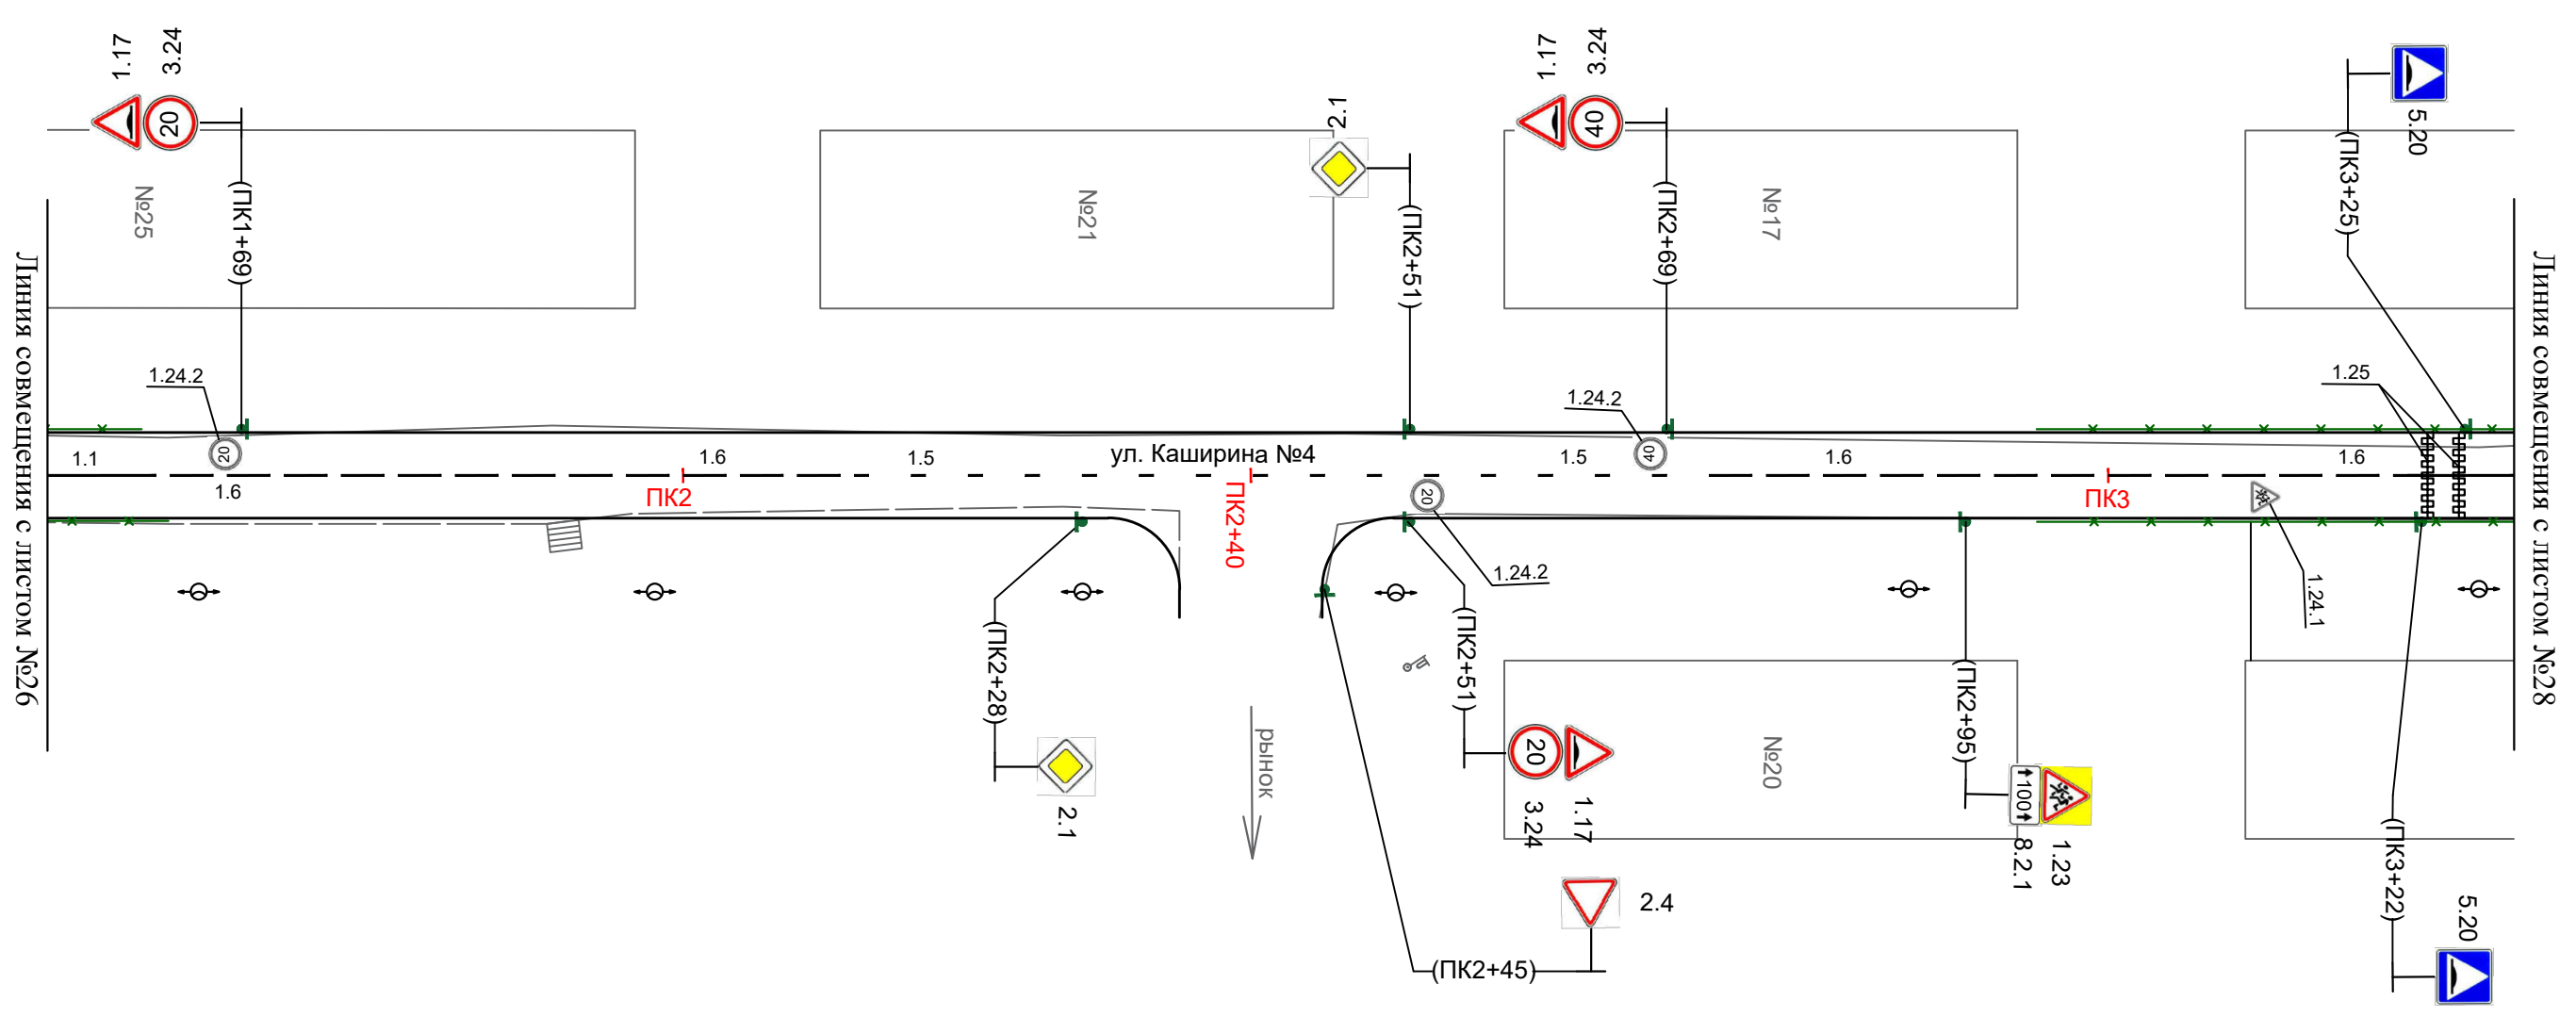 1.17
3.24
20
(ПК1+69)
№25
№21
2.1
(ПК2+51)
1.17
3.24
40
(ПК2+69)
№17
(ПК3+25)
5.20
Линия совмещения с листом №26
Линия совмещения с листом №28
1.24.2
20
1.24.2
40
1.25
1.1
1.6
1.6
1.5
ул. Каширина №4
1.5
1.6
1.6
ПК2
ПК2+40
ПК3
20
1.24.2
1.24.1
(ПК2+28)
2.1
рынок
(ПК2+51)
20
3.24
1.17
№20
(ПК2+95)
100
8.2.1
1.23
2.4
(ПК2+45)
(ПК3+22)
5.20